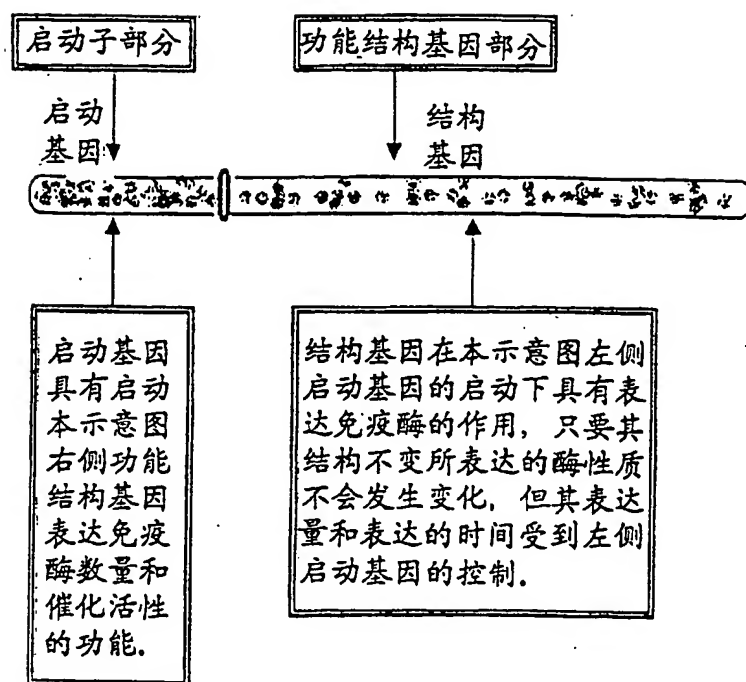 启动子部分
功能结构基因部分
启动
基因
结构
基因
启动基因
具有启动
本示意图
右侧功能
结构基因
表达免疫
酶数量和
催化活性
的功能.
结构基因在本示意图左侧
启动基因的启动下具有表
达免疫酶的作用, 只要其
结构不变所表达的酶性质
不会发生变化, 但其表达
量和表达的时间受到左侧
启动基因的控制.